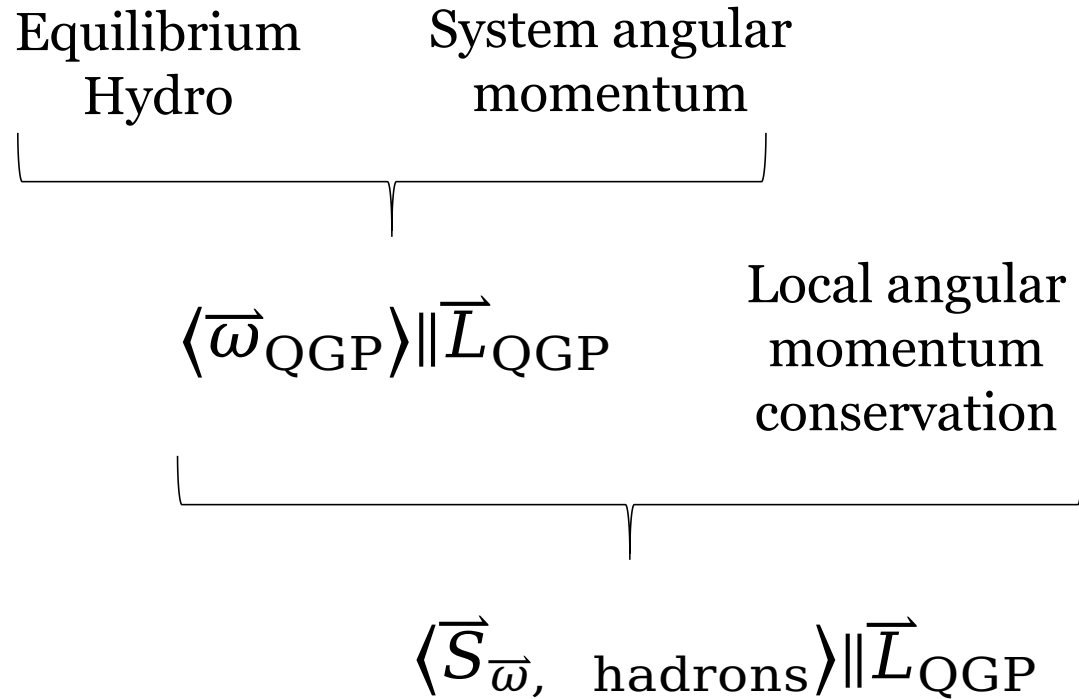 Equilibrium
Hydro
System angular
momentum
⟨ω⃗_QGP⟩∥L⃗_QGP
Local angular
momentum
conservation
⟨S⃗_ω⃗, hadrons⟩∥L⃗_QGP